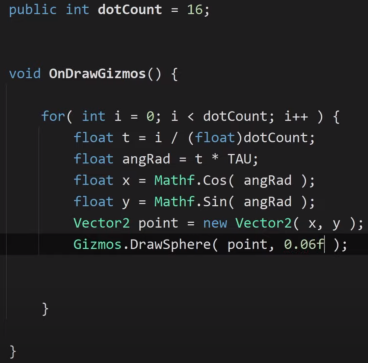 public int dotCount = 16;
void OnDrawGizmos() {
for( int i = 0; i < dotCount; i++ ) {
float t = i / (float)dotCount;
float angRad = t * TAU;
float x = Mathf.Cos( angRad );
float y = Mathf.Sin( angRad );
Vector2 point = new Vector2( x, y );
Gizmos.DrawSphere( point, 0.06f );
}
}